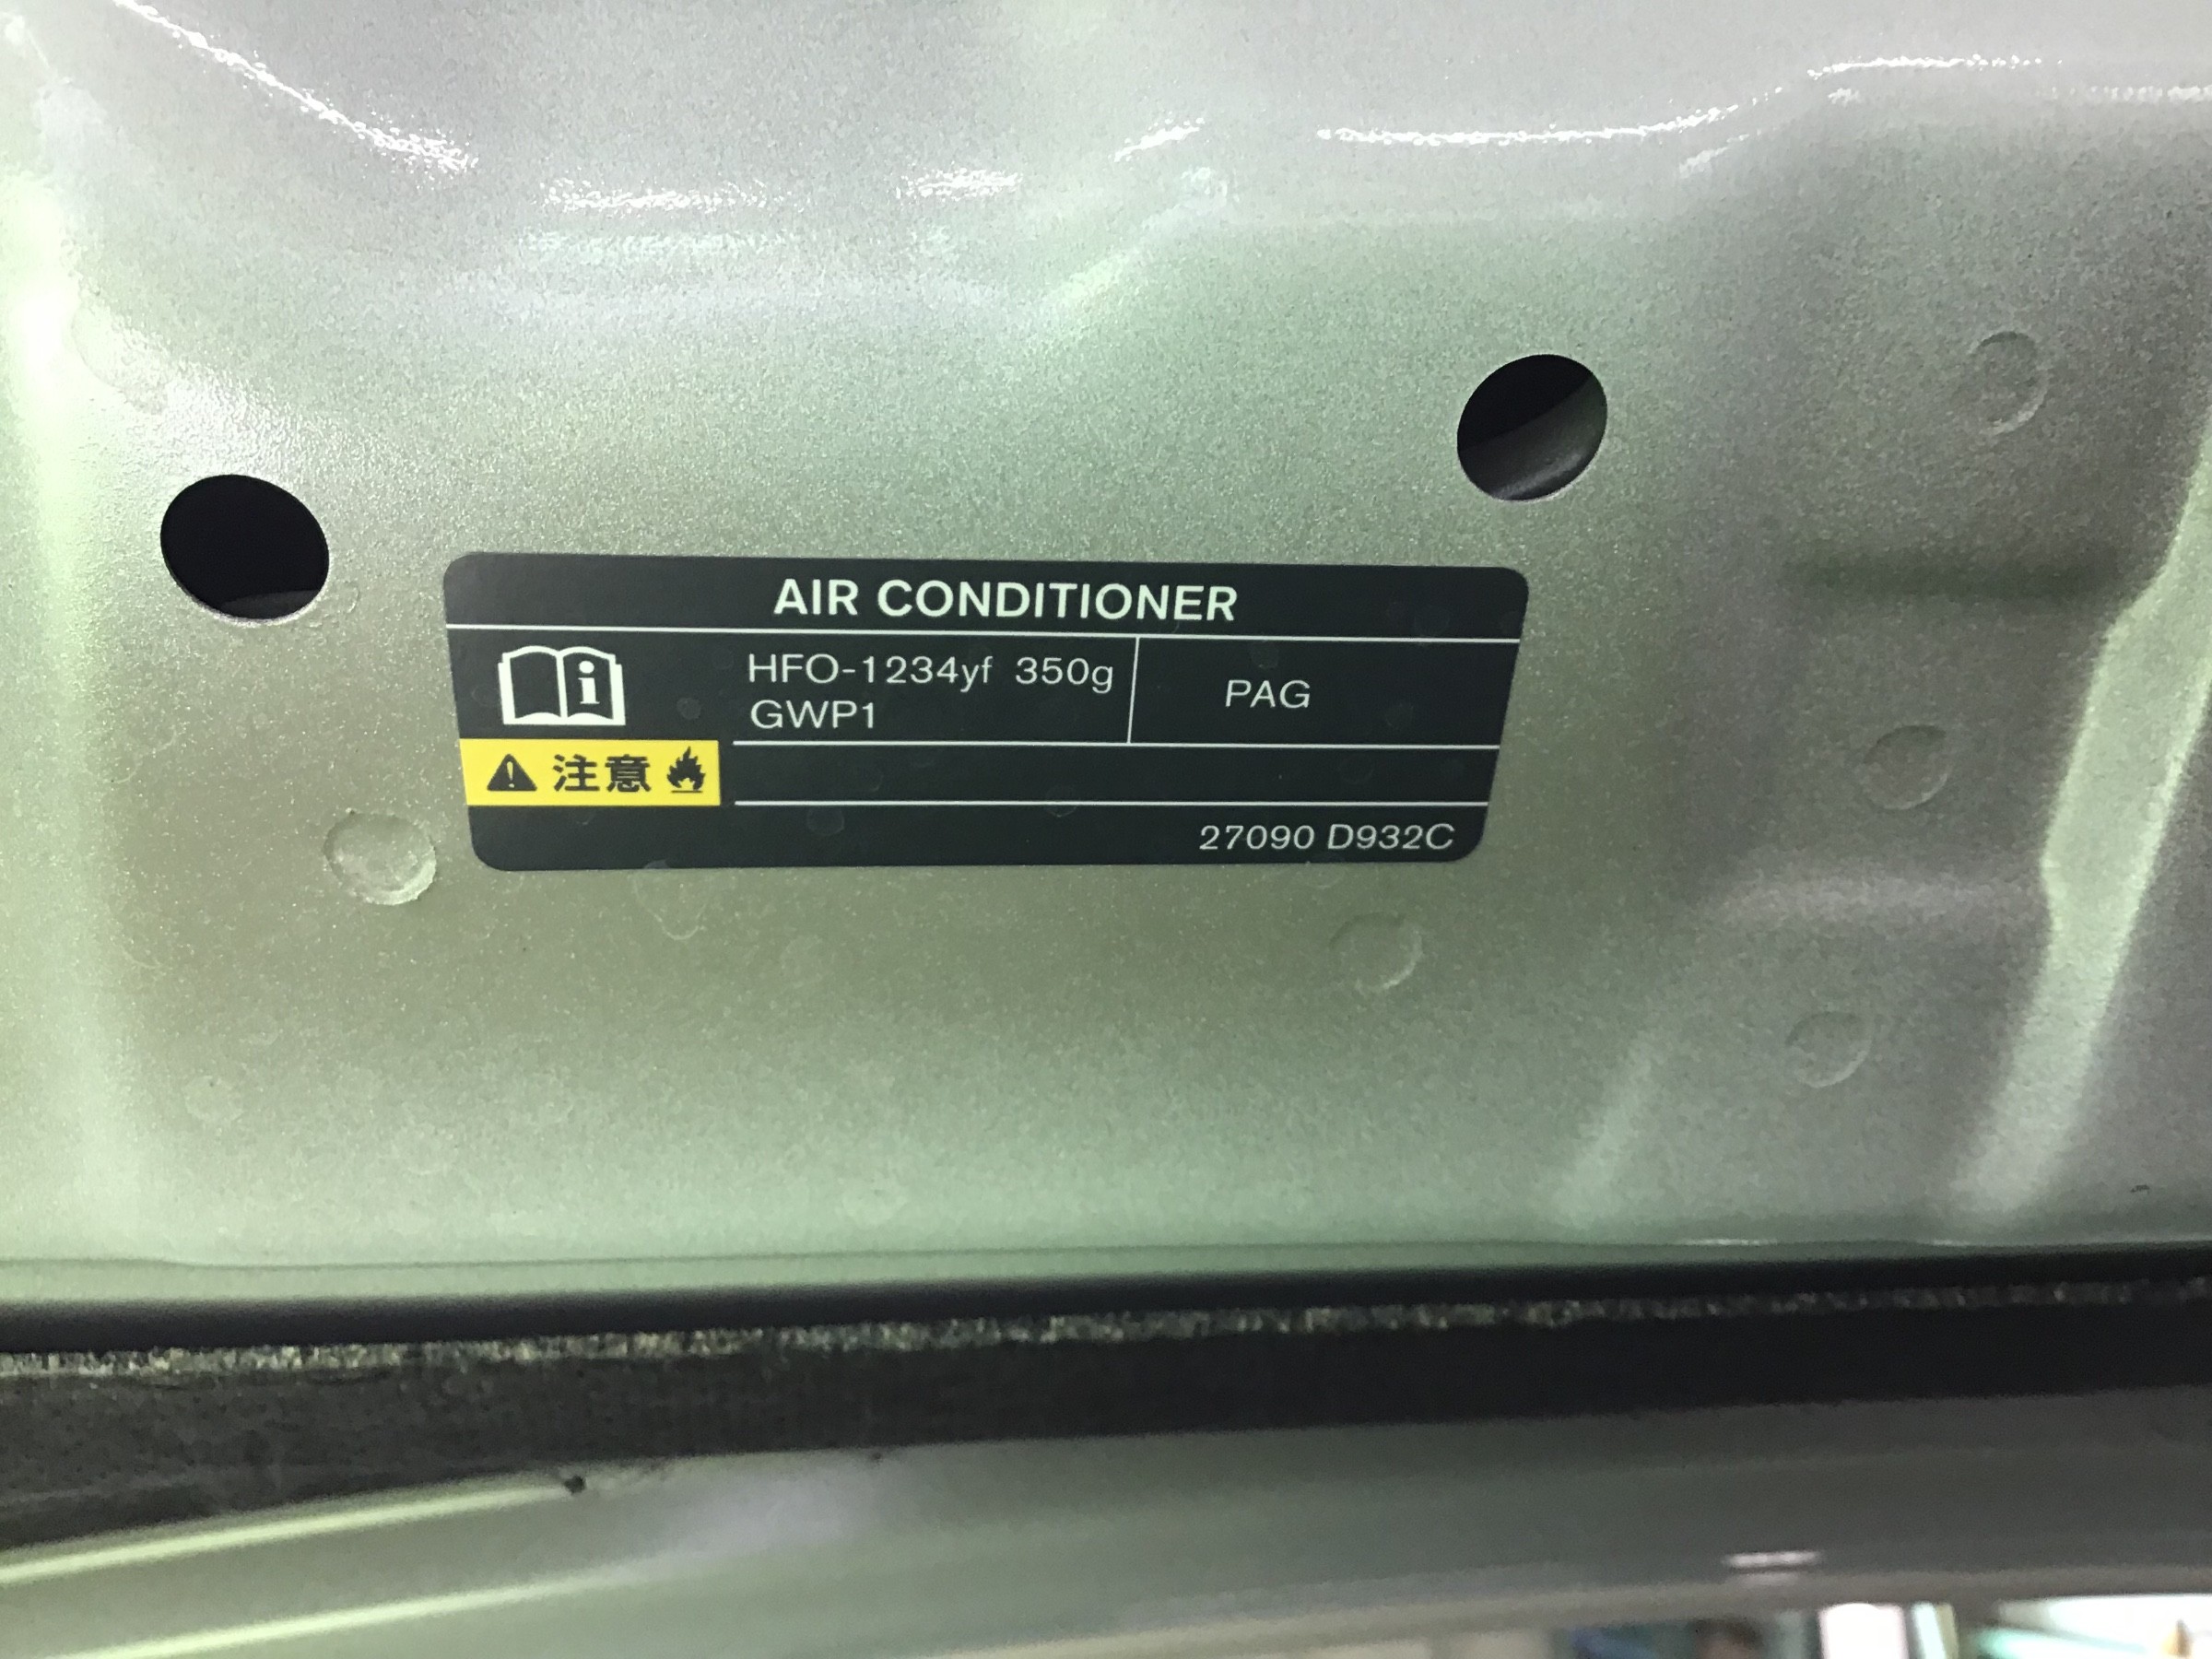 AIR CONDITIONER
HFO-1234yf 350g
GWP1
PAG
注意
27090 D932C